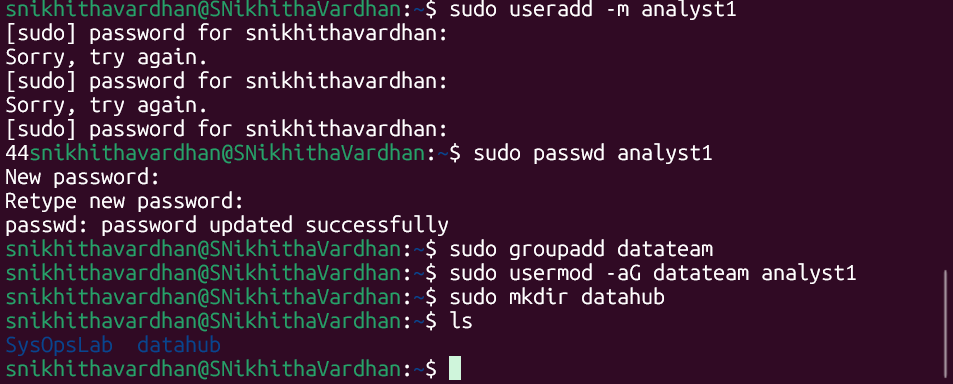 snikhithavardhan@SNikhithaVardhan:~$ sudo useradd -m analyst1
[sudo] password for snikhithavardhan:
Sorry, try again.
[sudo] password for snikhithavardhan:
Sorry, try again.
[sudo] password for snikhithavardhan:
44snikhithavardhan@SNikhithaVardhan:~$ sudo passwd analyst1
New password:
Retype new password:
passwd: password updated successfully
snikhithavardhan@SNikhithaVardhan:~$ sudo groupadd datateam
snikhithavardhan@SNikhithaVardhan:~$ sudo usermod -aG datateam analyst1
snikhithavardhan@SNikhithaVardhan:~$ sudo mkdir datahub
snikhithavardhan@SNikhithaVardhan:~$ ls
SysOpsLab  datahub
snikhithavardhan@SNikhithaVardhan:~$